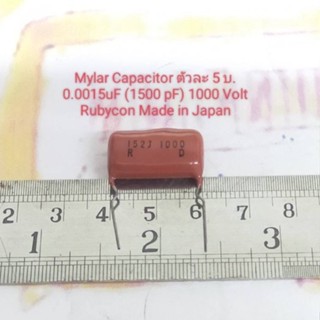 Mylar Capacitor ตัวละ 5 บ.
0.0015uF (1500 pF) 1000 Volt
Rubycon Made in Japan
152J 1000
R D
2 3 4 5 6 7 8
1 2 3